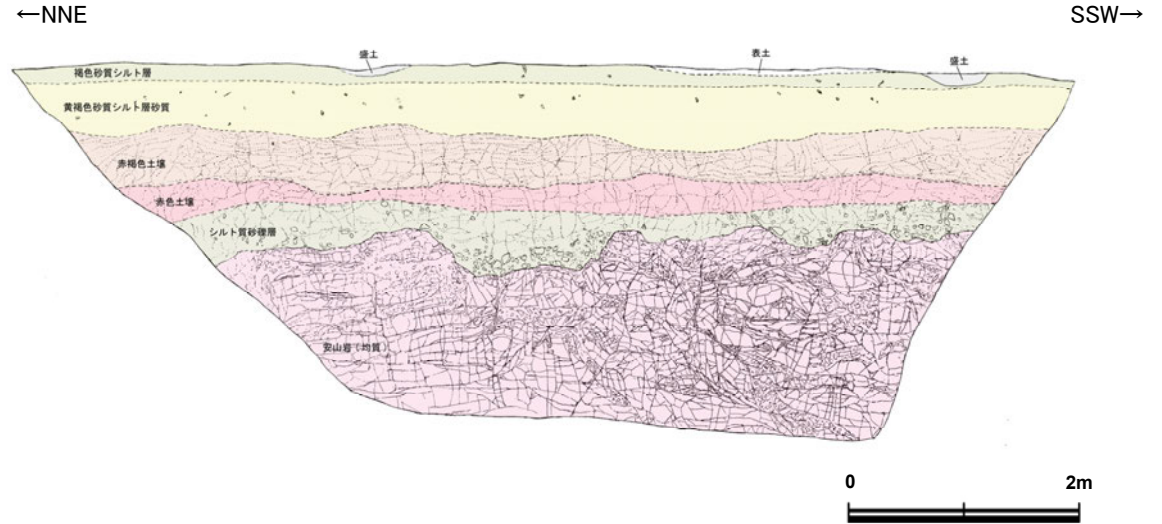 ←NNE
SSW→
盛土
表土
盛土
褐色砂質シルト層
黄褐色砂質シルト層砂質
赤褐色土壌
赤色土壌
シルト質砂礫層
安山岩(均質)
0
2m